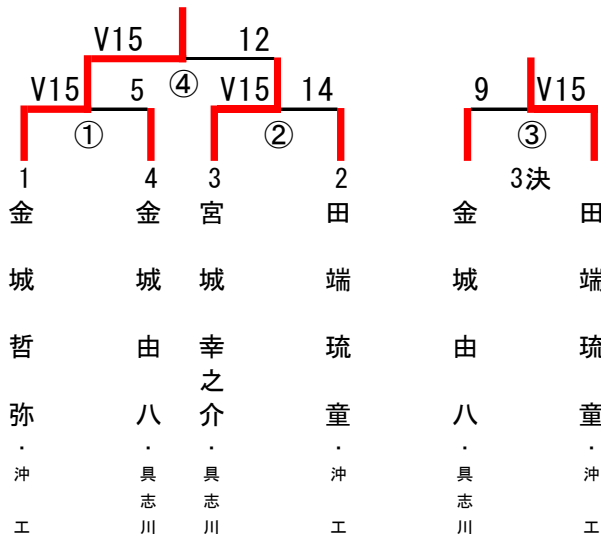 V15 12
V15 5 ④ V15 14 9 V15
① ② ③
1 4 3 2 3決
金城哲弥・沖工
金城由八・具志川
宮城幸之介・具志川
田端琉童・沖工
金城由八・具志川
田端琉童・沖工